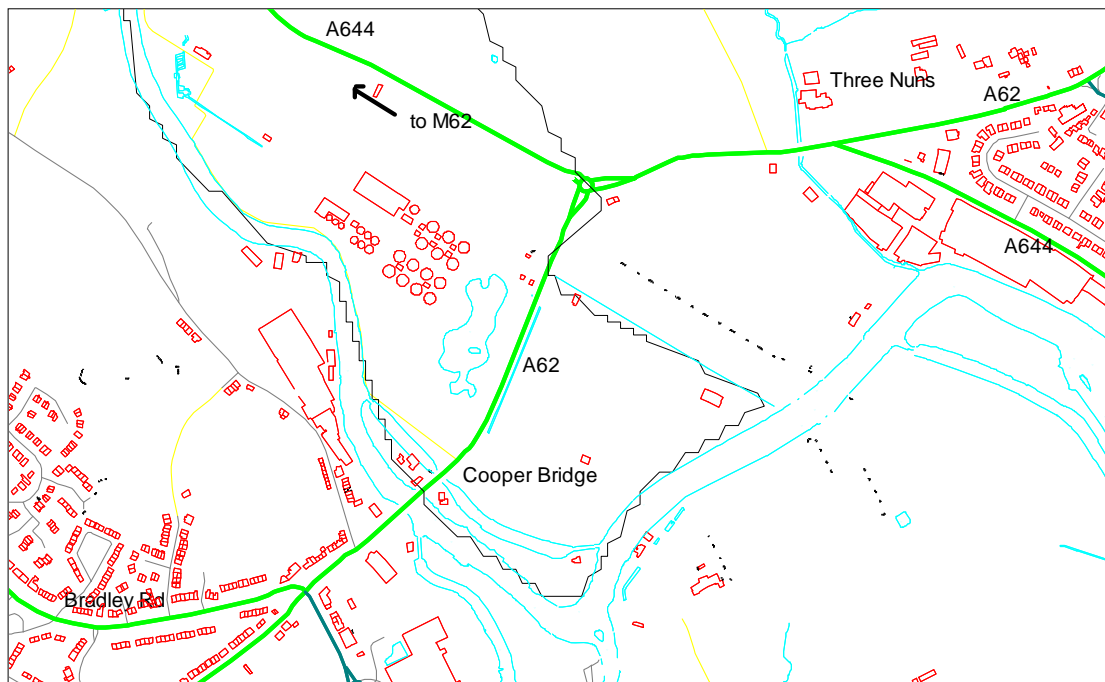 A644
Three Nuns
A62
to M62
A644
A62
Cooper Bridge
Bradley Rd